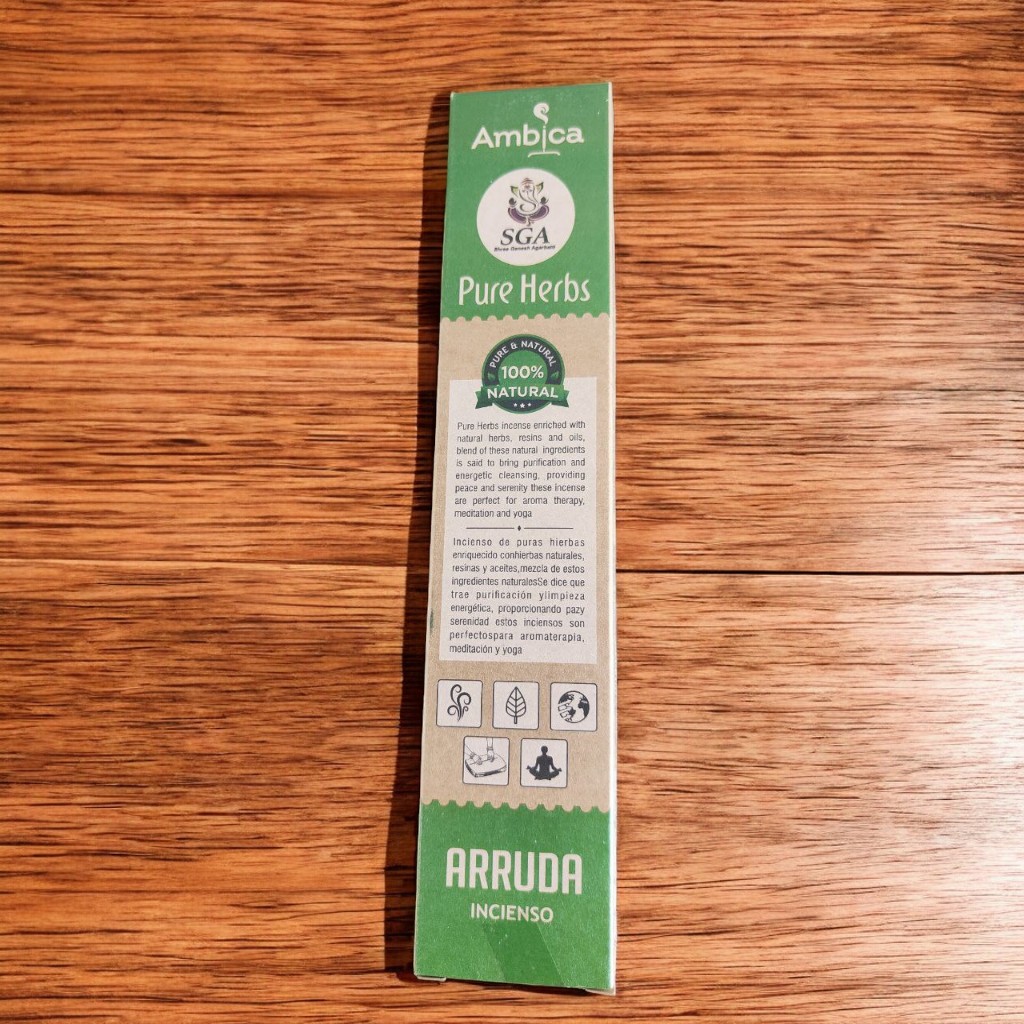 Ambica
SGA
Shree Ganesh Agarbatti
Pure Herbs
PURE & NATURAL
100%
NATURAL
Pure Herbs incense enriched with
natural herbs, resins and oils,
blend of these natural ingredients
is said to bring purification and
energetic cleansing, providing
peace and serenity these incense
are perfect for aroma therapy,
meditation and yoga
Incienso de puras hierbas
enriquecido conhierbas naturales,
resinas y aceites,mezcla de estos
ingredientes naturalesSe dice que
trae purificación ylimpieza
energética, proporcionando pazy
serenidad estos inciensos son
perfectospara aromaterapia,
meditación y yoga
ARRUDA
INCIENSO